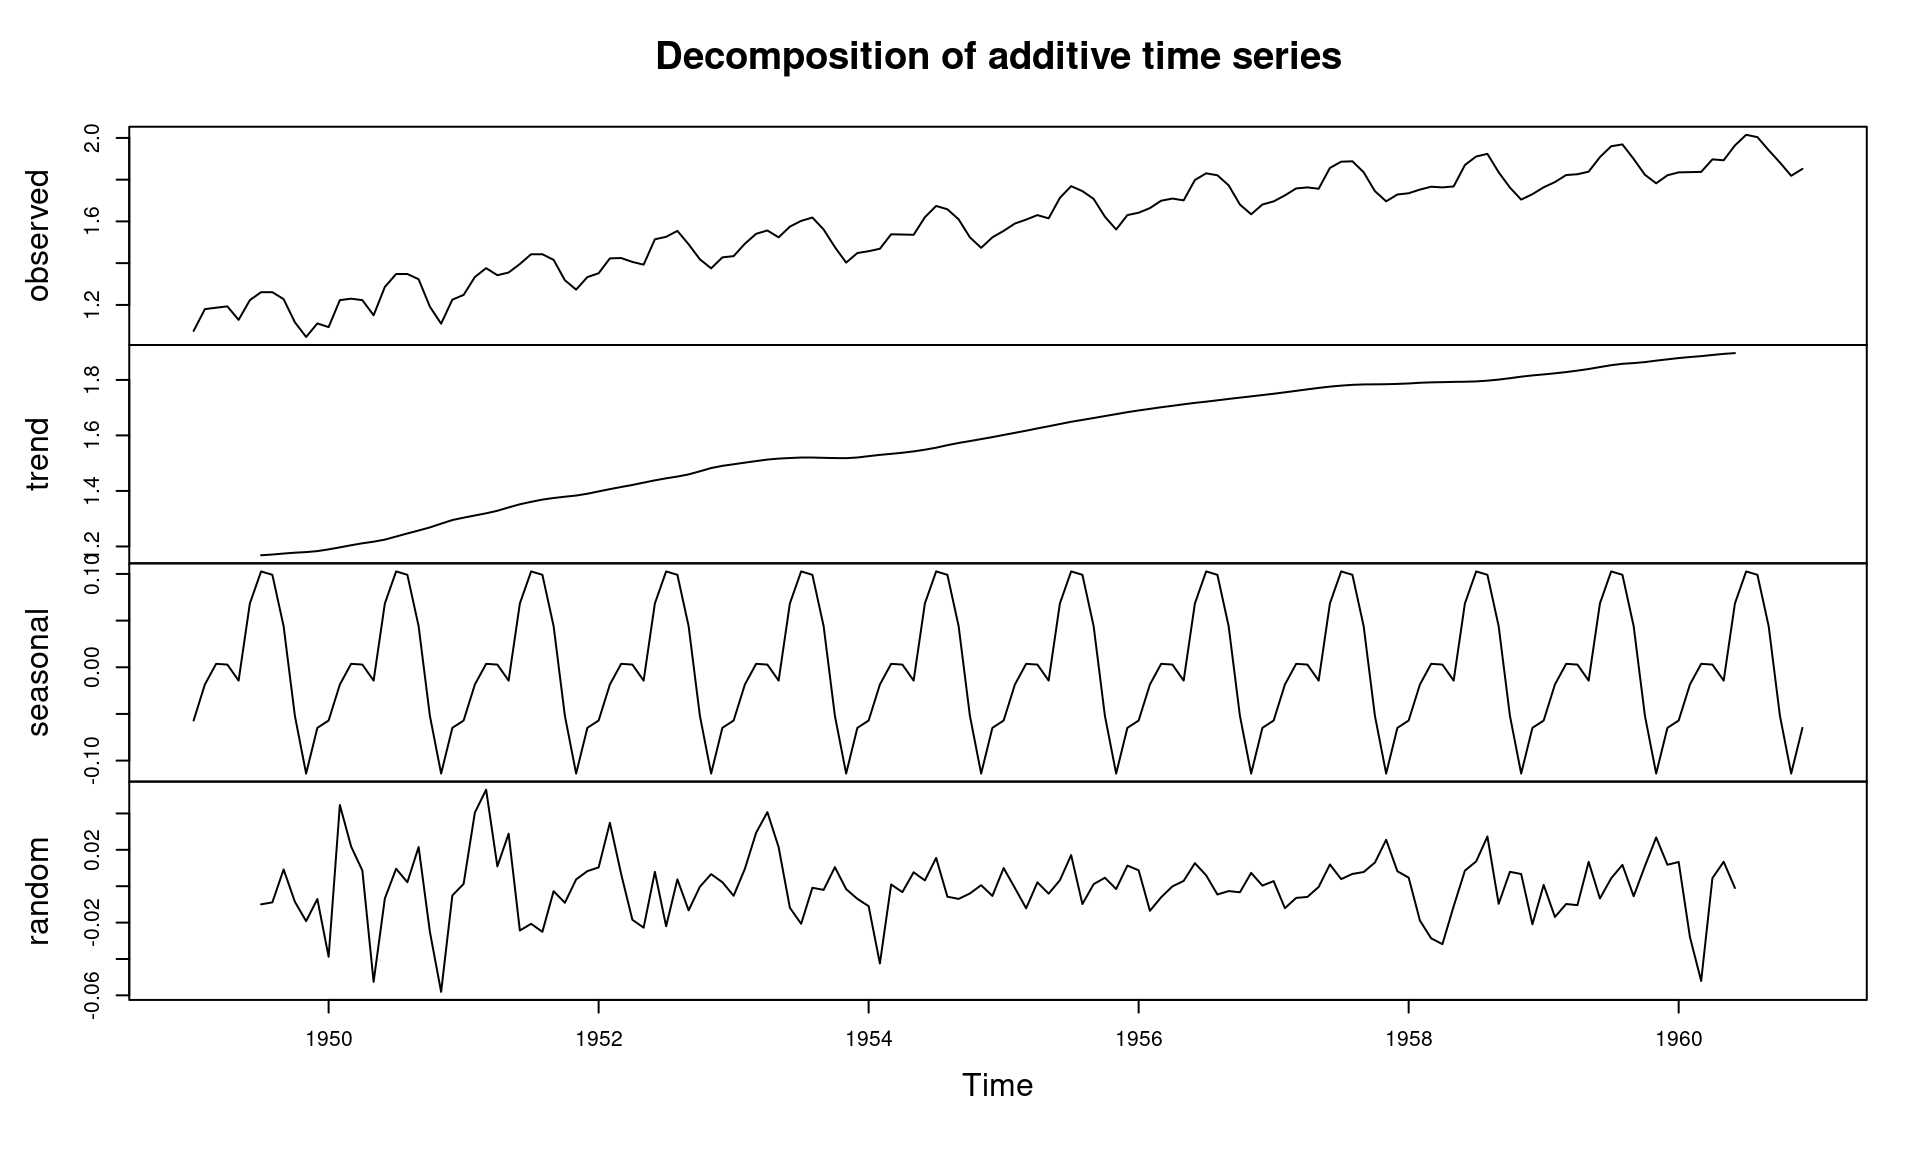 Decomposition of additive time series
observed
2.0
1.6
1.2
trend
1.8
1.6
1.4
1.2
seasonal
0.10
0.00
-0.10
random
0.02
-0.02
-0.06
1950 1952 1954 1956 1958 1960
Time